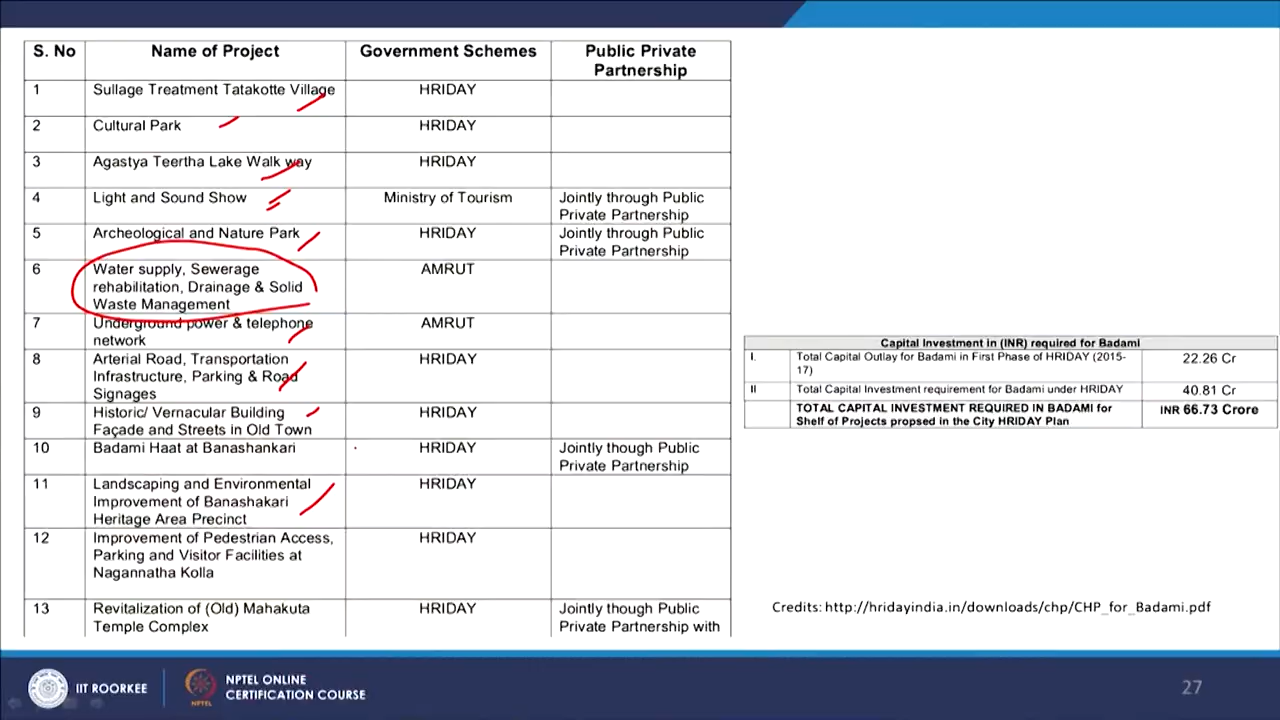 S. No Name of Project Government Schemes Public Private
Partnership
1 Sullage Treatment Tatakotte Village HRIDAY
2 Cultural Park HRIDAY
3 Agastya Teertha Lake Walk way HRIDAY
4 Light and Sound Show Ministry of Tourism Jointly through Public
Private Partnership
5 Archeological and Nature Park HRIDAY Jointly through Public
Private Partnership
6 Water supply, Sewerage AMRUT
rehabilitation, Drainage & Solid
Waste Management
7 Underground power & telephone AMRUT
network
8 Arterial Road, Transportation HRIDAY
Infrastructure, Parking & Road
Signages
9 Historic/ Vernacular Building HRIDAY
Façade and Streets in Old Town
10 Badami Haat at Banashankari HRIDAY Jointly though Public
Private Partnership
11 Landscaping and Environmental HRIDAY
Improvement of Banashakari
Heritage Area Precinct
12 Improvement of Pedestrian Access, HRIDAY
Parking and Visitor Facilities at
Nagannatha Kolla
13 Revitalization of (Old) Mahakuta HRIDAY Jointly though Public
Temple Complex Private Partnership with
Capital Investment in (INR) required for Badami
I. Total Capital Outlay for Badami in First Phase of HRIDAY (2015- 22.26 Cr
17)
II Total Capital Investment requirement for Badami under HRIDAY 40.81 Cr
TOTAL CAPITAL INVESTMENT REQUIRED IN BADAMI for INR 66.73 Crore
Shelf of Projects propsed in the City HRIDAY Plan
Credits: http://hridayindia.in/downloads/chp/CHP_for_Badami.pdf
IIT ROORKEE
NPTEL
NPTEL ONLINE
CERTIFICATION COURSE
27